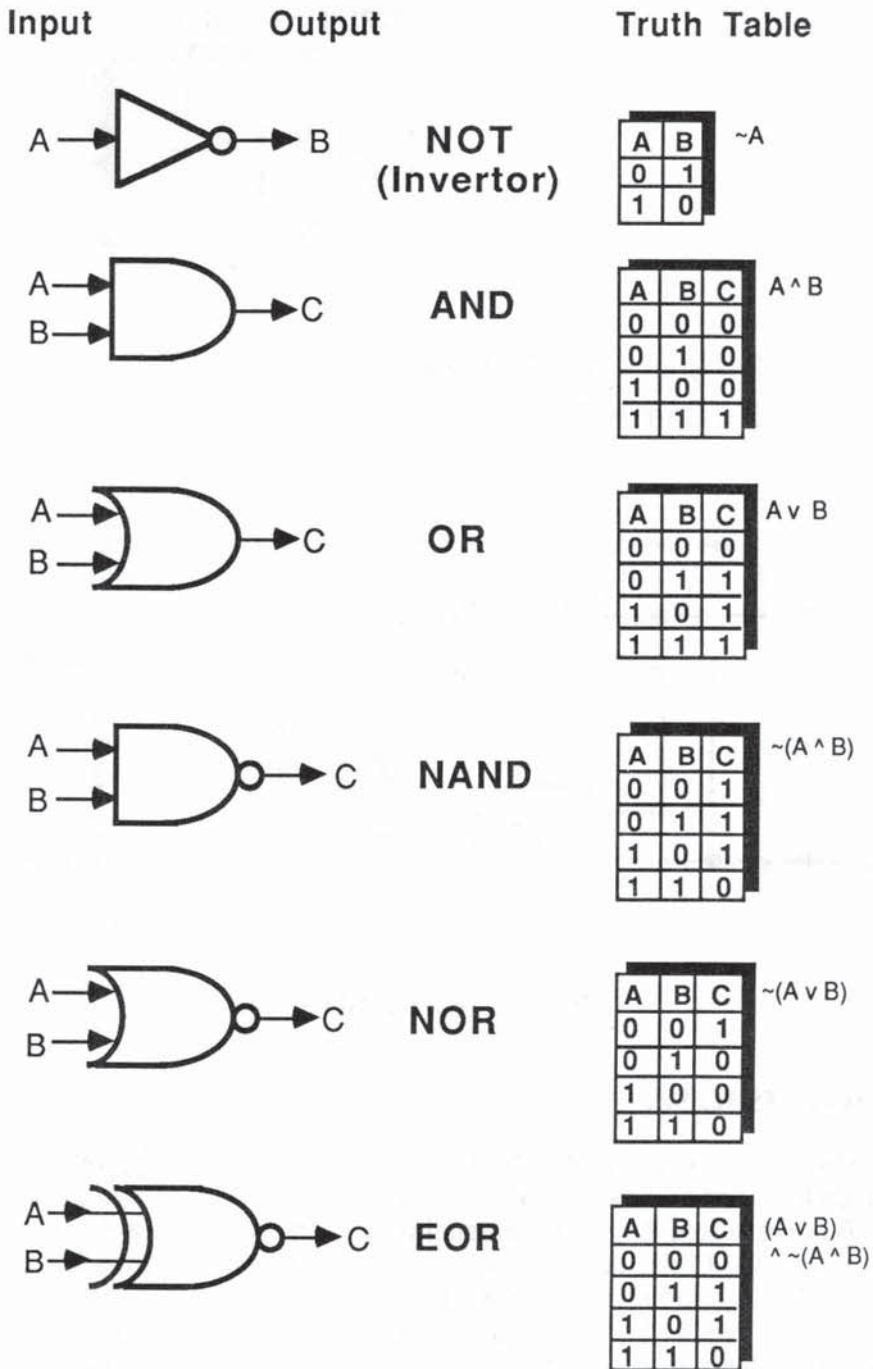 Input Output Truth Table
A B NOT (Invertor) ~A
A B
0 1
1 0
A B C AND A ^ B
A B C
0 0 0
0 1 0
1 0 0
1 1 1
A B C OR A v B
A B C
0 0 0
0 1 1
1 0 1
1 1 1
A B C NAND ~(A ^ B)
A B C
0 0 1
0 1 1
1 0 1
1 1 0
A B C NOR ~(A v B)
A B C
0 0 1
0 1 0
1 0 0
1 1 0
A B C EOR (A v B)
^ ~(A ^ B)
A B C
0 0 0
0 1 1
1 0 1
1 1 0